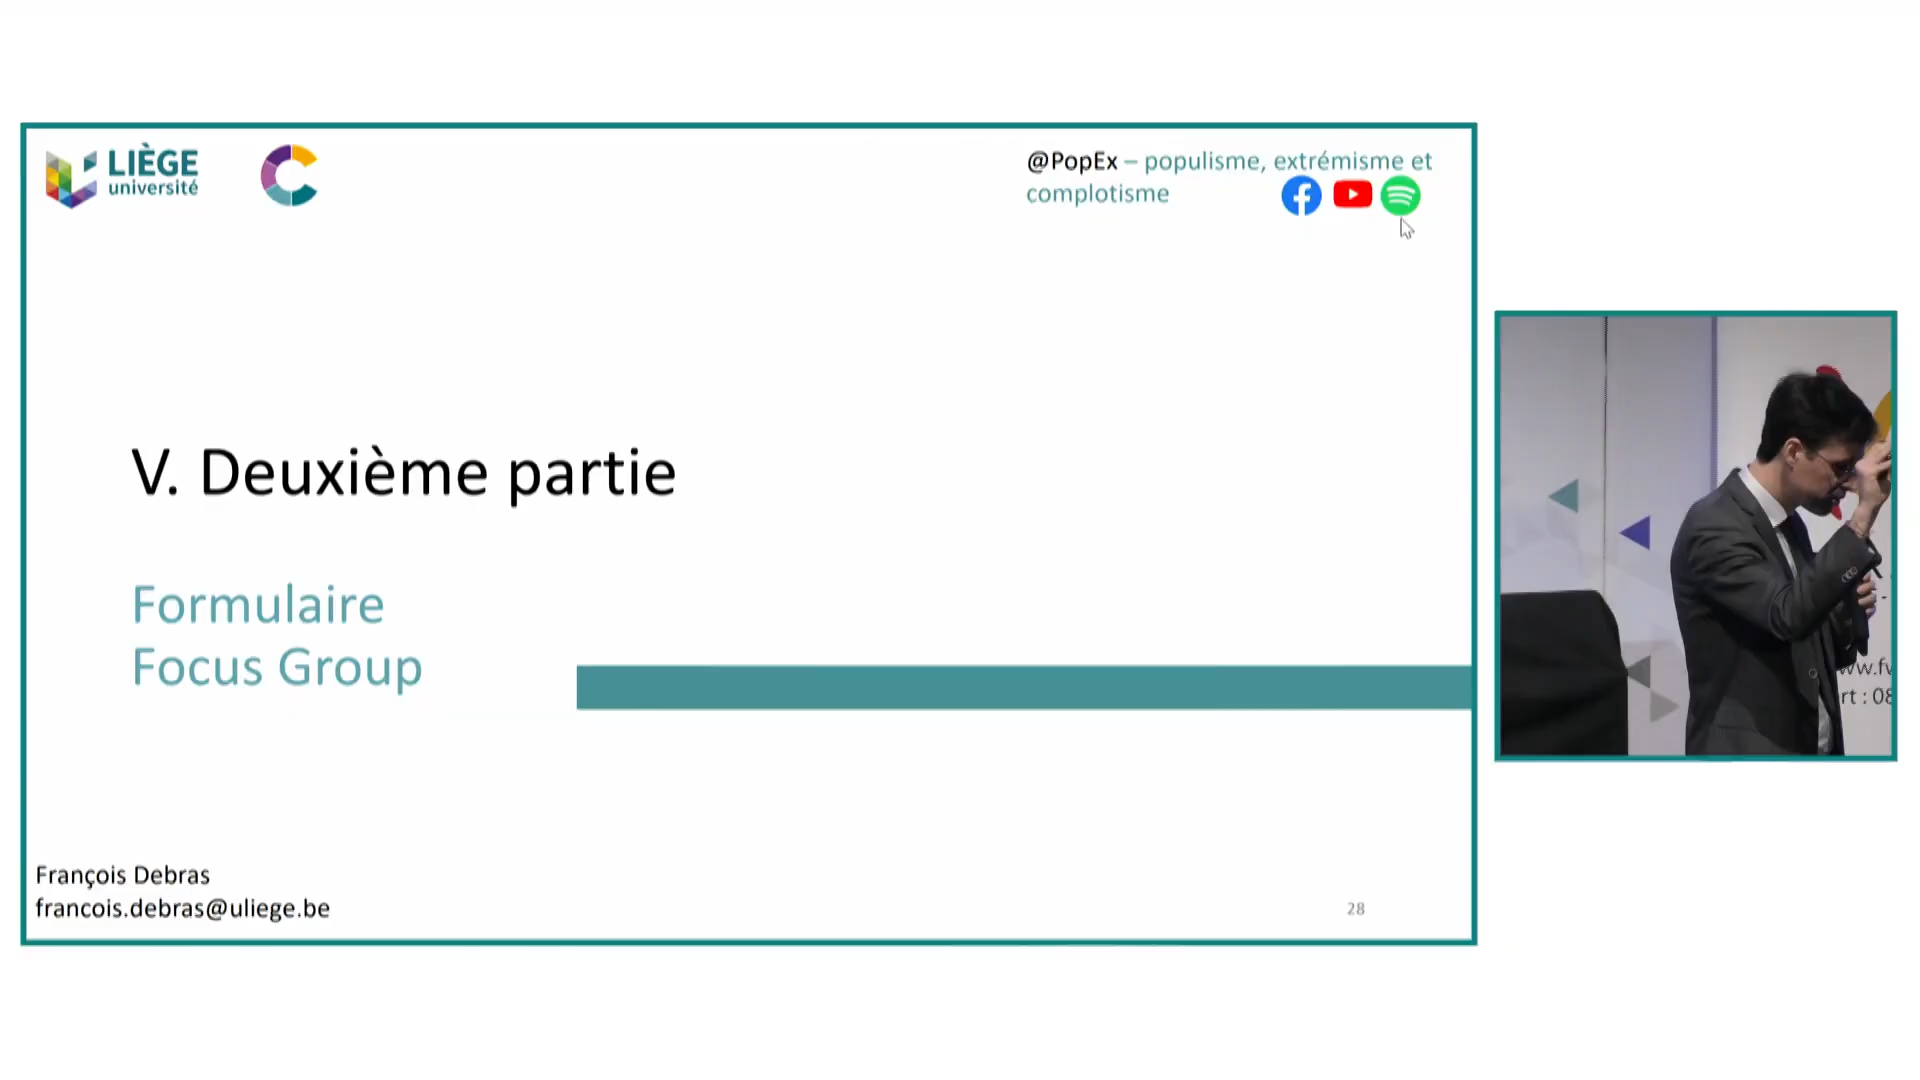 LIÈGE
université
@PopEx – populisme, extrémisme et
complotisme
V. Deuxième partie
Formulaire
Focus Group
François Debras
francois.debras@uliege.be
28